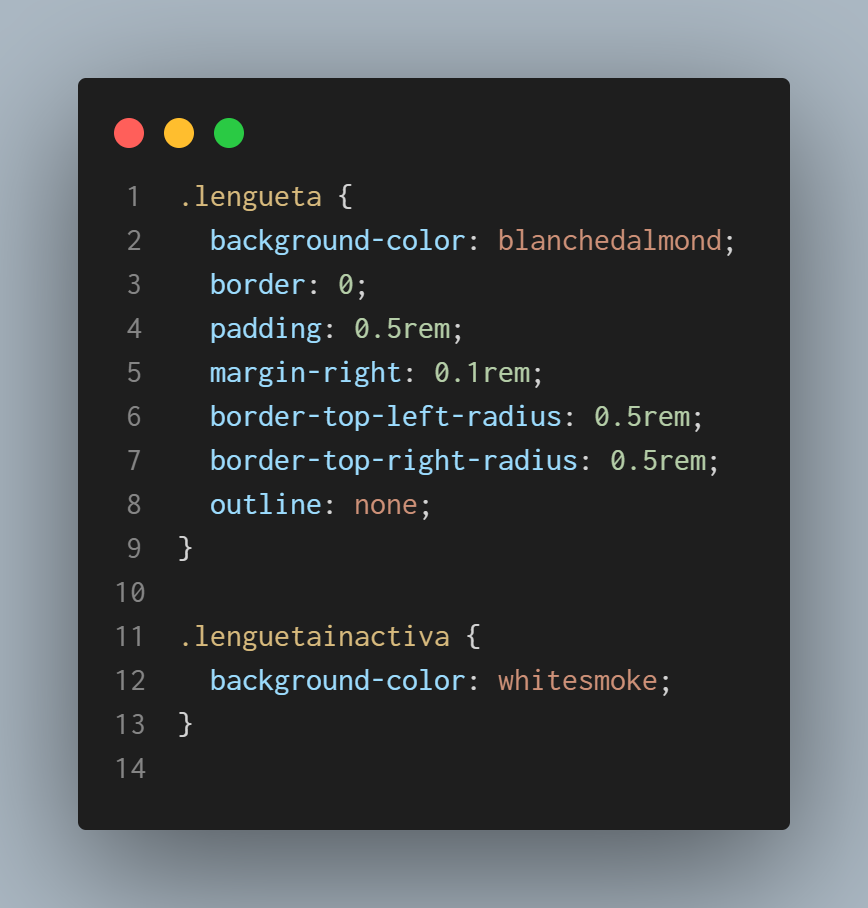 1 .lengueta {
2   background-color: blanchedalmond;
3   border: 0;
4   padding: 0.5rem;
5   margin-right: 0.1rem;
6   border-top-left-radius: 0.5rem;
7   border-top-right-radius: 0.5rem;
8   outline: none;
9 }
10
11 .lenguetainactiva {
12   background-color: whitesmoke;
13 }
14